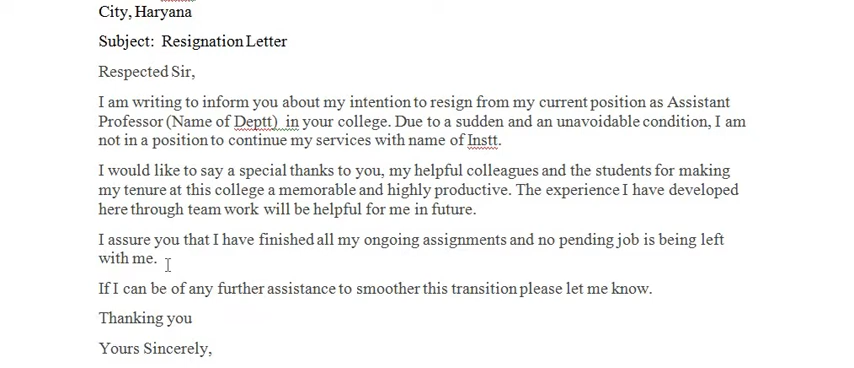 City, Haryana
Subject:  Resignation Letter
Respected Sir,
I am writing to inform you about my intention to resign from my current position as Assistant
Professor (Name of Deptt)  in your college. Due to a sudden and an unavoidable condition, I am
not in a position to continue my services with name of Instt.
I would like to say a special thanks to you, my helpful colleagues and the students for making
my tenure at this college a memorable and highly productive. The experience I have developed
here through team work will be helpful for me in future.
I assure you that I have finished all my ongoing assignments and no pending job is being left
with me.
If I can be of any further assistance to smoother this transition please let me know.
Thanking you
Yours Sincerely,